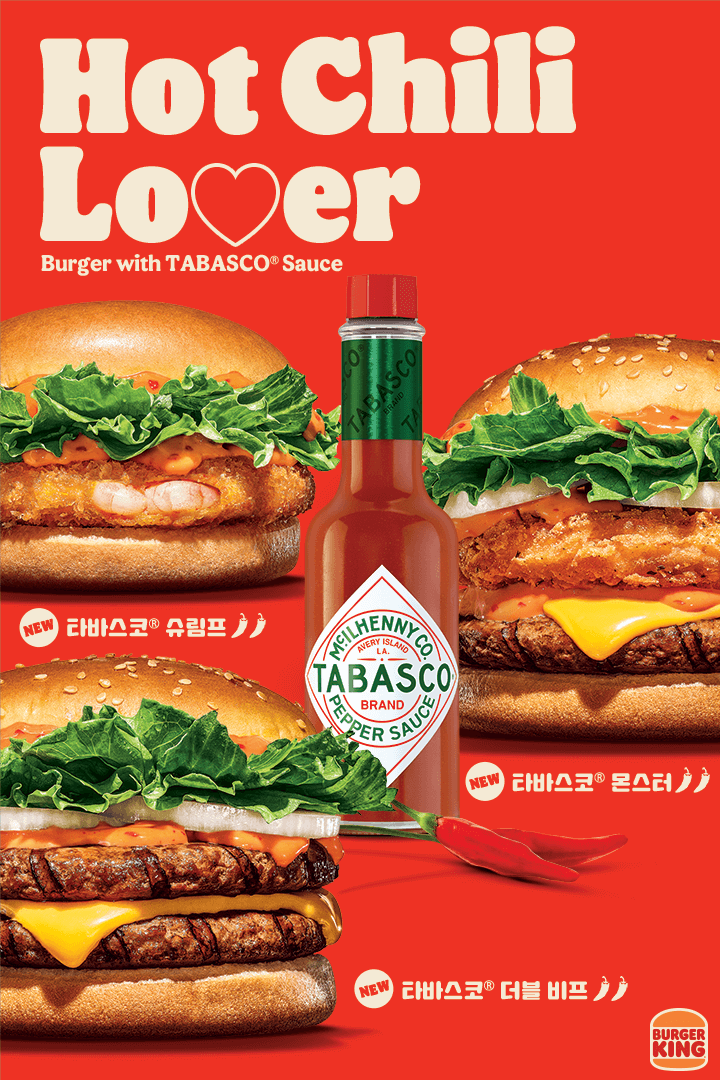 Hot Chili
Lover
Burger with TABASCO® Sauce
TABASCO
BRAND
NEW 타바스코® 슈림프
McILHENNY CO.
AVERY ISLAND
LA.
TABASCO
BRAND
PEPPER SAUCE
NEW 타바스코® 몬스터
NEW 타바스코® 더블 비프
BURGER
KING